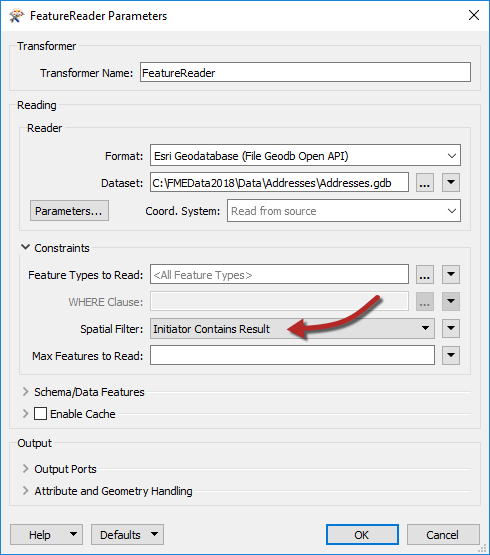 FeatureReader Parameters
Transformer
Transformer Name: FeatureReader
Reading
Reader
Format: Esri Geodatabase (File Geodb Open API)
Dataset: C:\FMEData2018\Data\Addresses\Addresses.gdb ...
Parameters... Coord. System: Read from source
Constraints
Feature Types to Read: <All Feature Types> ...
WHERE Clause: ...
Spatial Filter: Initiator Contains Result
Max Features to Read:
Schema/Data Features
Enable Cache
Output
Output Ports
Attribute and Geometry Handling
Help Defaults OK Cancel